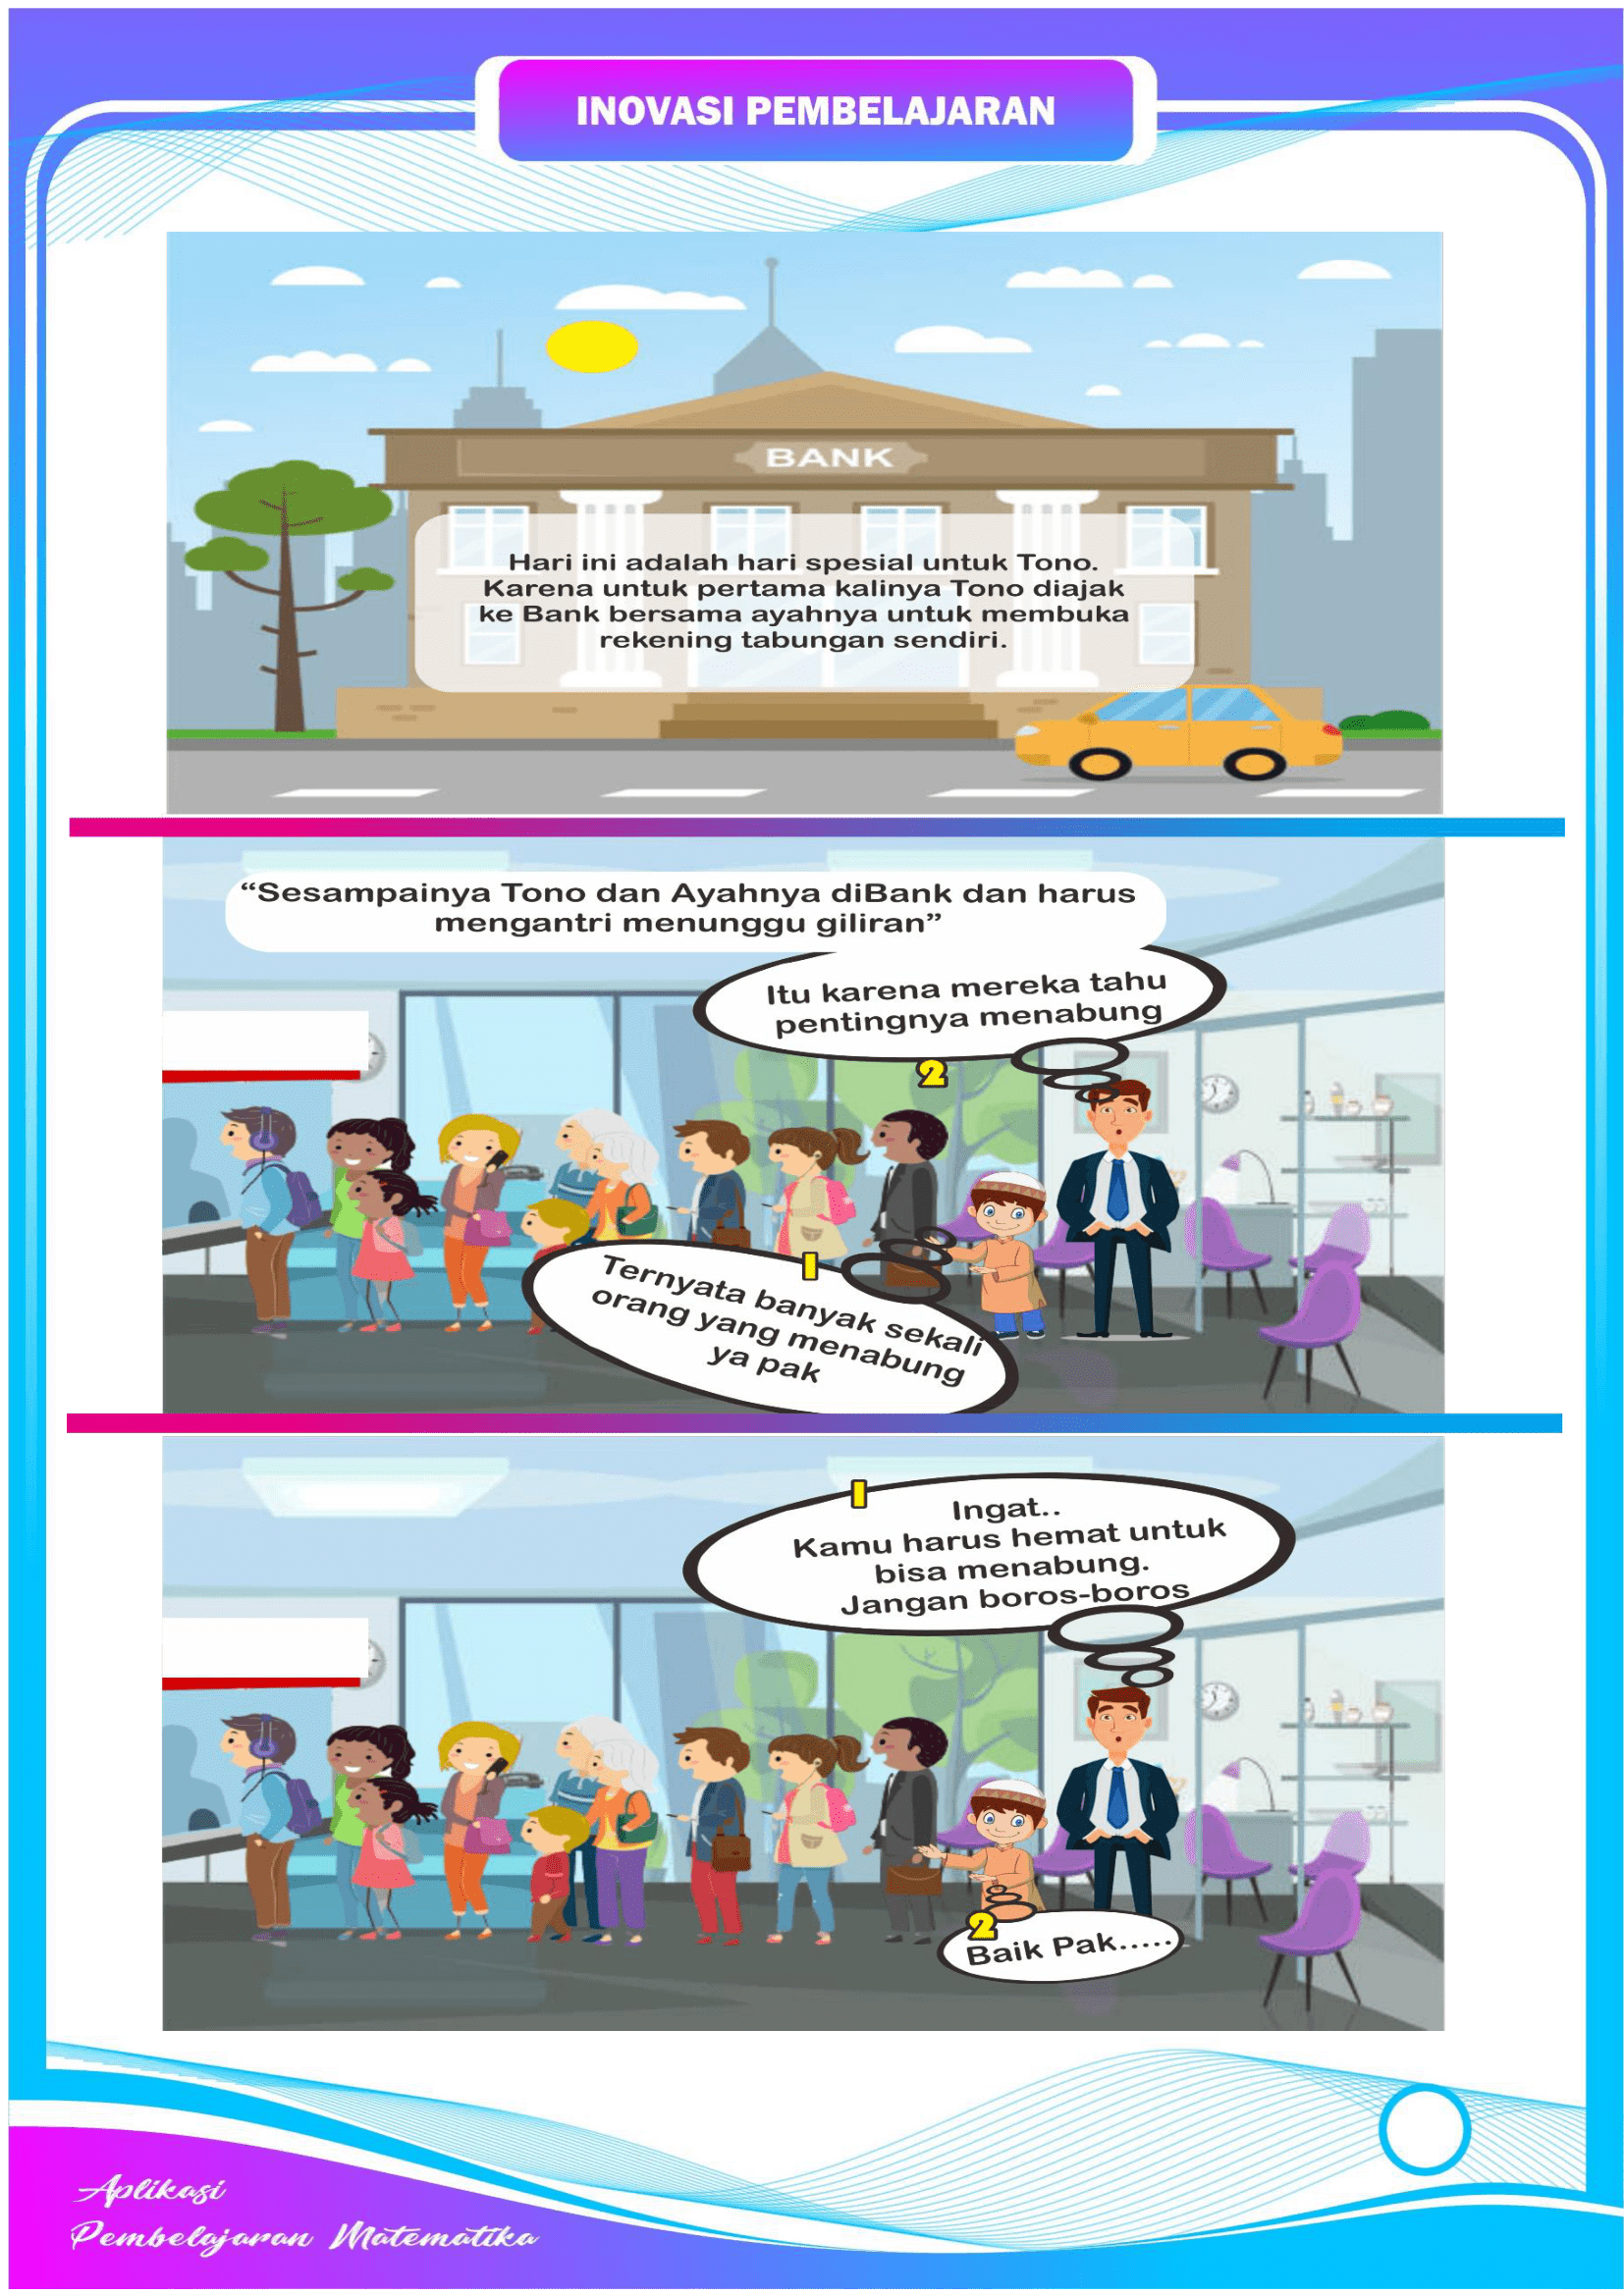 INOVASI PEMBELAJARAN
BANK
Hari ini adalah hari spesial untuk Tono.
Karena untuk pertama kalinya Tono diajak
ke Bank bersama ayahnya untuk membuka
rekening tabungan sendiri.
“Sesampainya Tono dan Ayahnya diBank dan harus
mengantri menunggu giliran”
Itu karena mereka tahu
pentingnya menabung
2
1
Ternyata banyak sekali
orang yang menabung
ya pak
1
Ingat..
Kamu harus hemat untuk
bisa menabung.
Jangan boros-boros
2
Baik Pak.....
Aplikasi
Pembelajaran Matematika